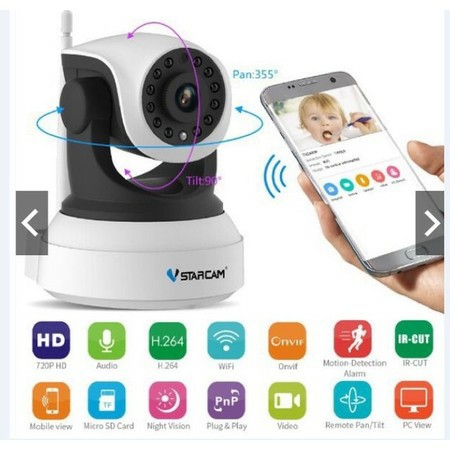 Pan:355°
Tilt:90°
VSTARCAM
HD
H.264
Onvif
IR-CUT
720P HD
Audio
H.264
WiFi
Onvif
Motion-Detection
Alarm
IR-CUT
TF
PnP
Mobile view
Micro SD Card
Night Vision
Plug & Play
Video
Remote Pan/Tilt
PC View